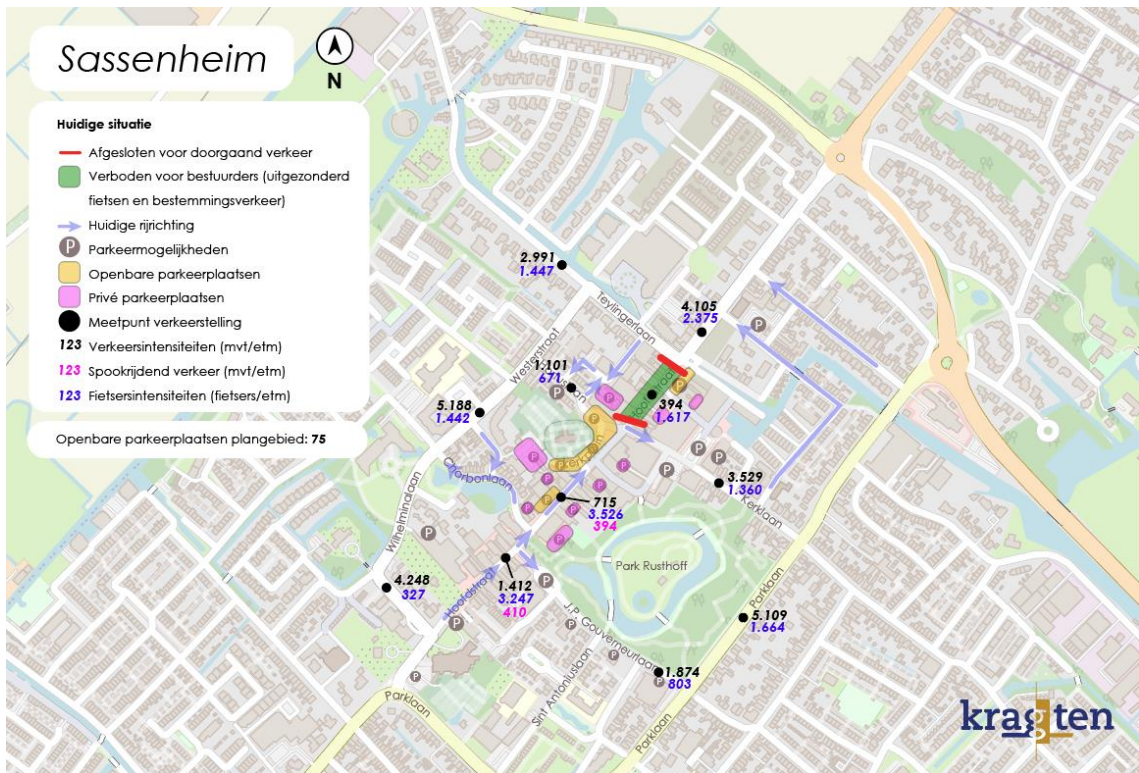 Sassenheim
N
Huidige situatie
Afgesloten voor doorgaand verkeer
Verboden voor bestuurders (uitgezonderd
fietsen en bestemmingsverkeer)
Huidige rijrichting
P Parkeermogelijkheden
Openbare parkeerplaatsen
Privé parkeerplaatsen
Meetpunt verkeerstelling
123 Verkeersintensiteiten (mvt/etm)
123 Spookrijdend verkeer (mvt/etm)
123 Fietsersintensiteiten (fietsers/etm)
Openbare parkeerplaatsen plangebied: 75
2.991
1.447
Teylingerlaan
4.105
2.375
Westerstraat
1.101
671
394
1.617
5.188
1.442
Charbonlaan
Kerklaan
3.529
1.360
Wilhelminalaan
715
3.526
394
Park Rusthoff
Hoofdstraat
1.412
3.247
410
4.248
327
J.P. Gouverneurlaan
Parklaan
5.109
1.664
1.874
803
Sint Antoniuslaan
Parklaan
Parklaan
kragten